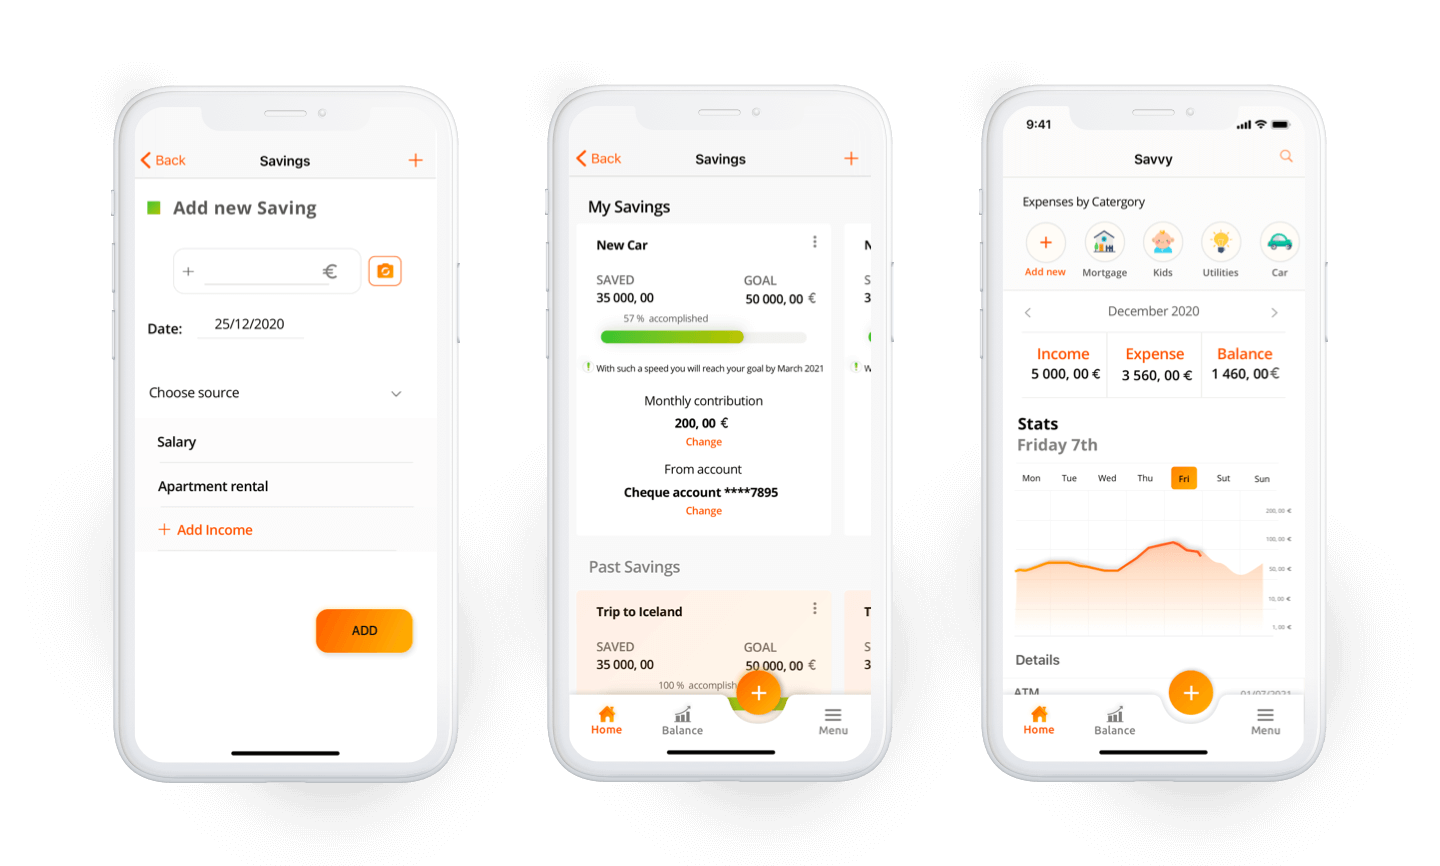 Back Savings +
Add new Saving
+ €
Date: 25/12/2020
Choose source
Salary
Apartment rental
+ Add Income
ADD
Back Savings +
My Savings
New Car
N
SAVED GOAL
S
35 000, 00 50 000, 00 €
3
57 % accomplished
! With such a speed you will reach your goal by March 2021
! W
Monthly contribution
200, 00 €
Change
From account
Cheque account ****7895
Change
Past Savings
Trip to Iceland
T
SAVED GOAL
S
35 000, 00 50 000, 00 €
3
100 % accomplish
+
Home Balance Menu
9:41
Savvy
Expenses by Catergory
+
Add new Mortgage Kids Utilities Car
December 2020
Income Expense Balance
5 000, 00 € 3 560, 00 € 1 460, 00€
Stats
Friday 7th
Mon Tue Wed Thu Fri Sut Sun
200, 00 €
100, 00 €
50, 00 €
10, 00 €
1, 00 €
Details
ATM 01/07/2021
+
Home Balance Menu